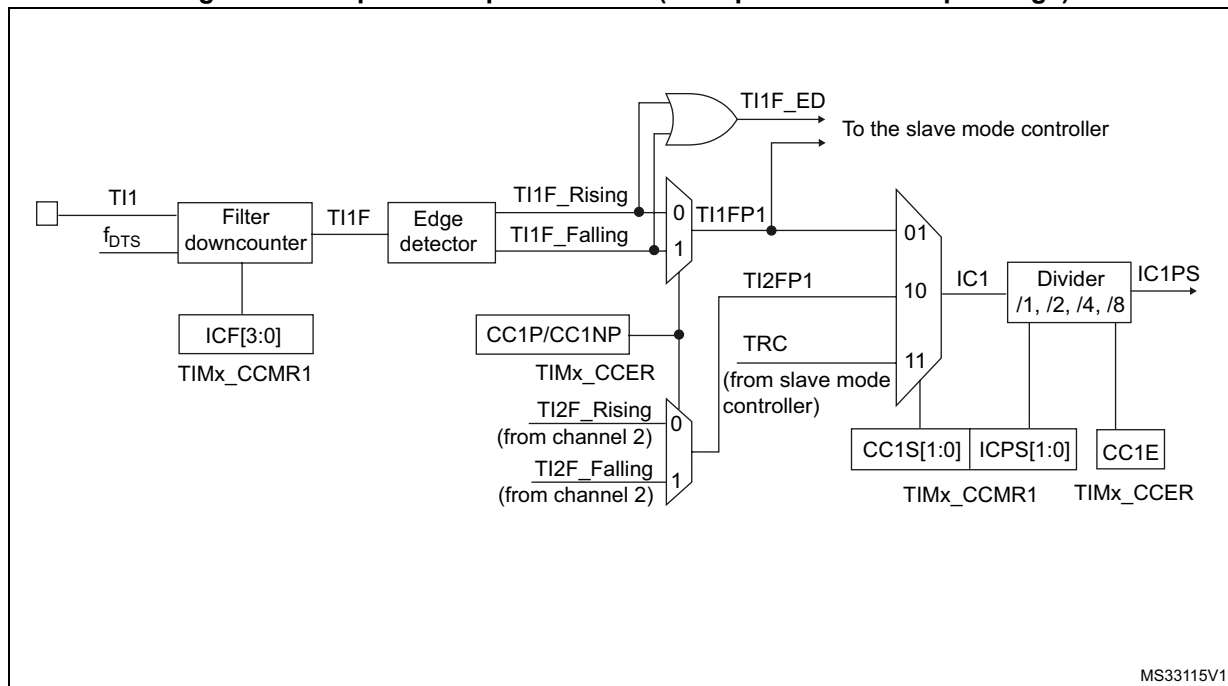 TI1F_ED
To the slave mode controller
TI1
f_DTS
Filter
downcounter
TI1F
Edge
detector
TI1F_Rising
TI1F_Falling
0
1
TI1FP1
01
TI2FP1
10
IC1
Divider
/1, /2, /4, /8
IC1PS
ICF[3:0]
TIMx_CCMR1
CC1P/CC1NP
TIMx_CCER
TRC
11
(from slave mode
controller)
TI2F_Rising
(from channel 2)
0
TI2F_Falling
(from channel 2)
1
CC1S[1:0]
ICPS[1:0]
CC1E
TIMx_CCMR1
TIMx_CCER
MS33115V1